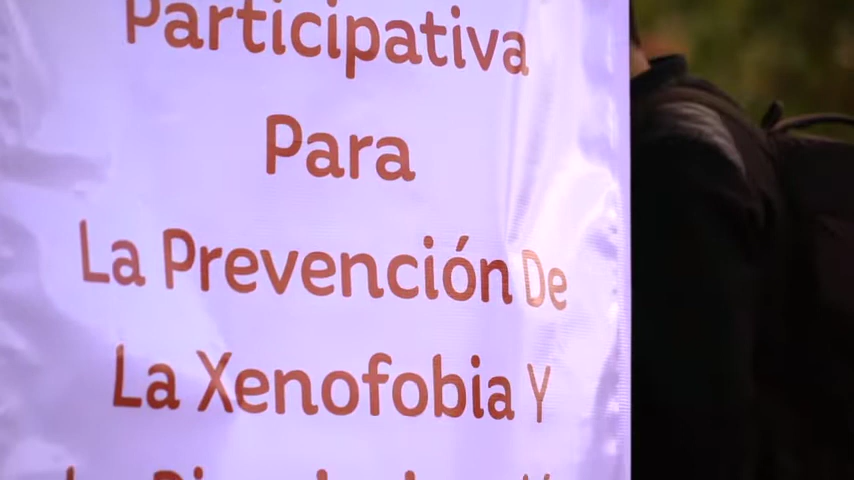 Participativa
Para
La Prevención De
La Xenofobia Y